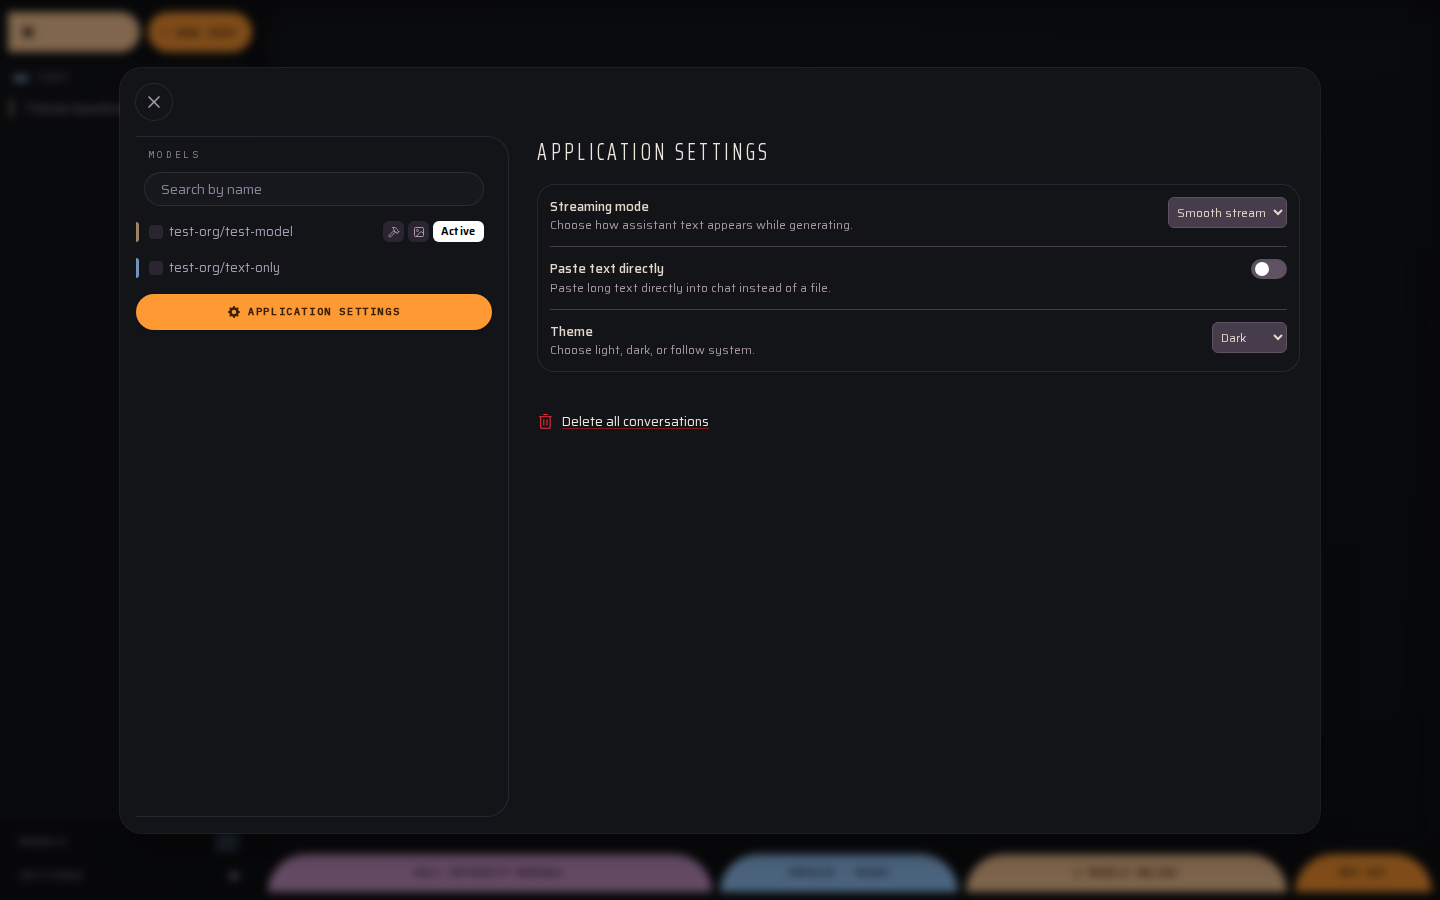 MODELS
Search by name
test-org/test-model
Active
test-org/text-only
APPLICATION SETTINGS
APPLICATION SETTINGS
Streaming mode
Choose how assistant text appears while generating.
Smooth stream
Paste text directly
Paste long text directly into chat instead of a file.
Theme
Choose light, dark, or follow system.
Dark
Delete all conversations